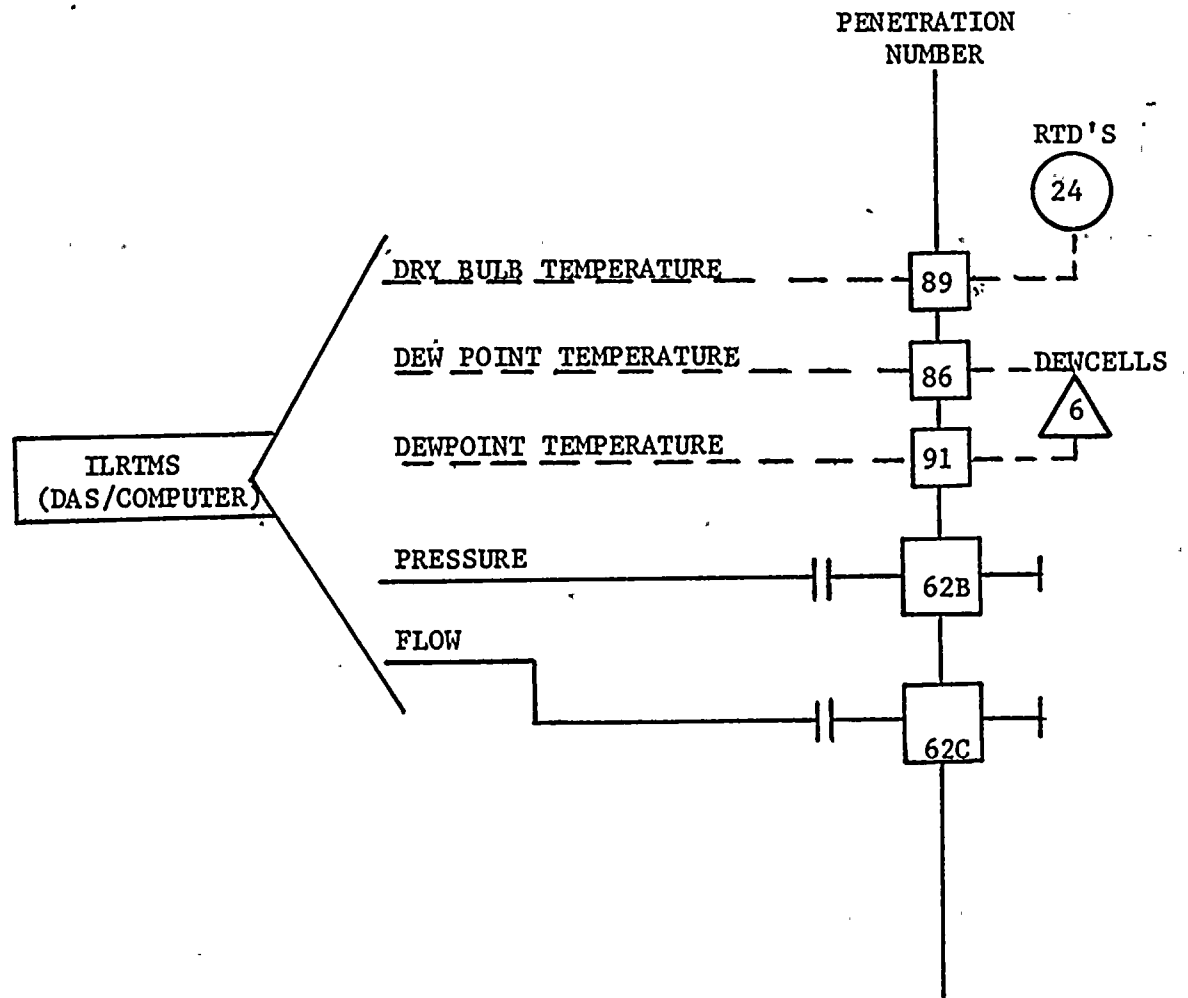 PENETRATION
NUMBER
RTD'S
24
DRY BULB TEMPERATURE
89
DEW POINT TEMPERATURE
86
DEWCELLS
6
DEWPOINT TEMPERATURE
91
ILRTMS
(DAS/COMPUTER)
PRESSURE
62B
FLOW
62C